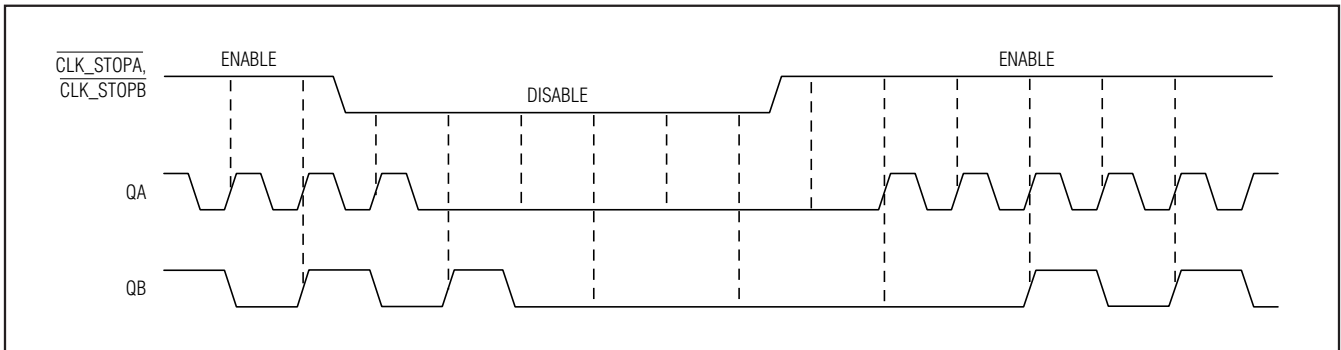 CLK_STOPA,
CLK_STOPB
ENABLE
DISABLE
ENABLE
QA
QB